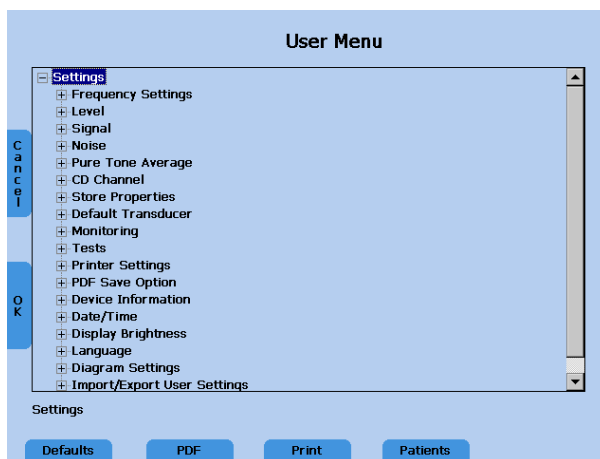 User Menu
Settings
Frequency Settings
Level
Signal
Noise
Pure Tone Average
CD Channel
Store Properties
Default Transducer
Monitoring
Tests
Printer Settings
PDF Save Option
Device Information
Date/Time
Display Brightness
Language
Diagram Settings
Import/Export User Settings
Cancel
OK
Settings
Defaults
PDF
Print
Patients